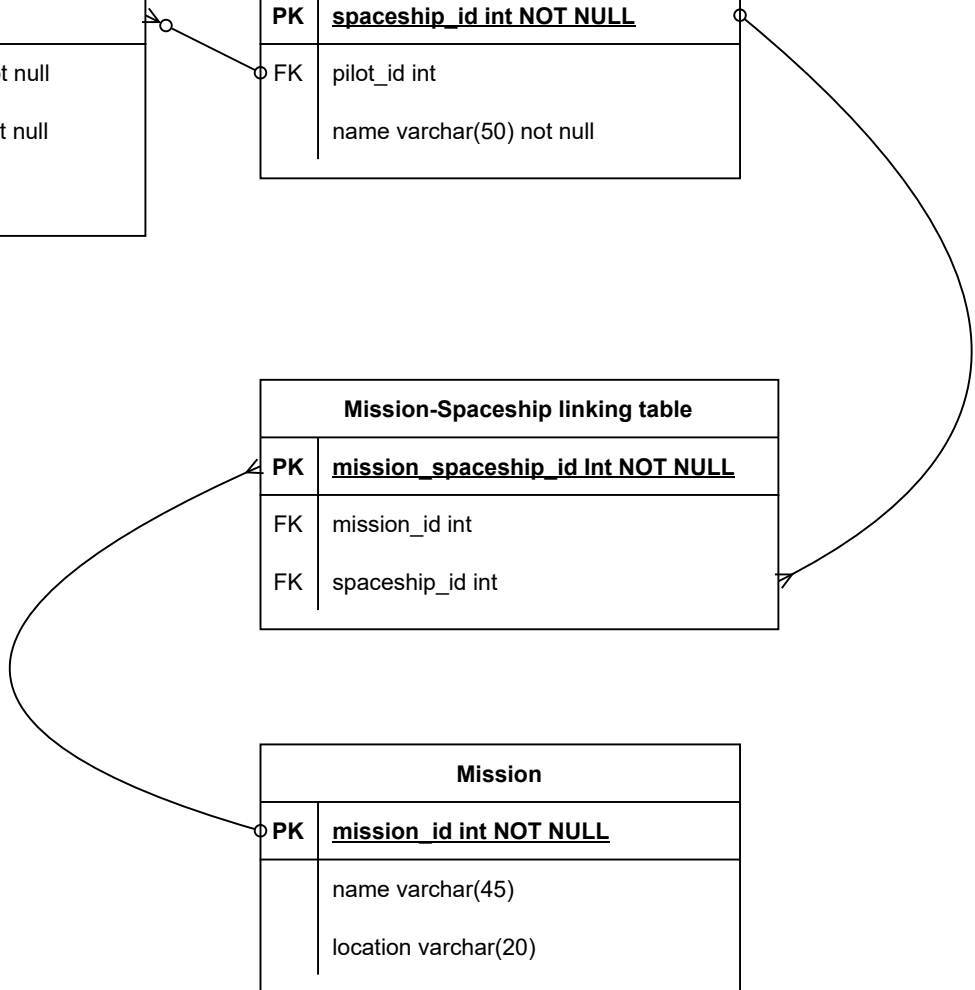 PK spaceship_id int NOT NULL
t null
FK pilot_id int
t null
name varchar(50) not null
Mission-Spaceship linking table
PK mission_spaceship_id Int NOT NULL
FK mission_id int
FK spaceship_id int
Mission
PK mission_id int NOT NULL
name varchar(45)
location varchar(20)